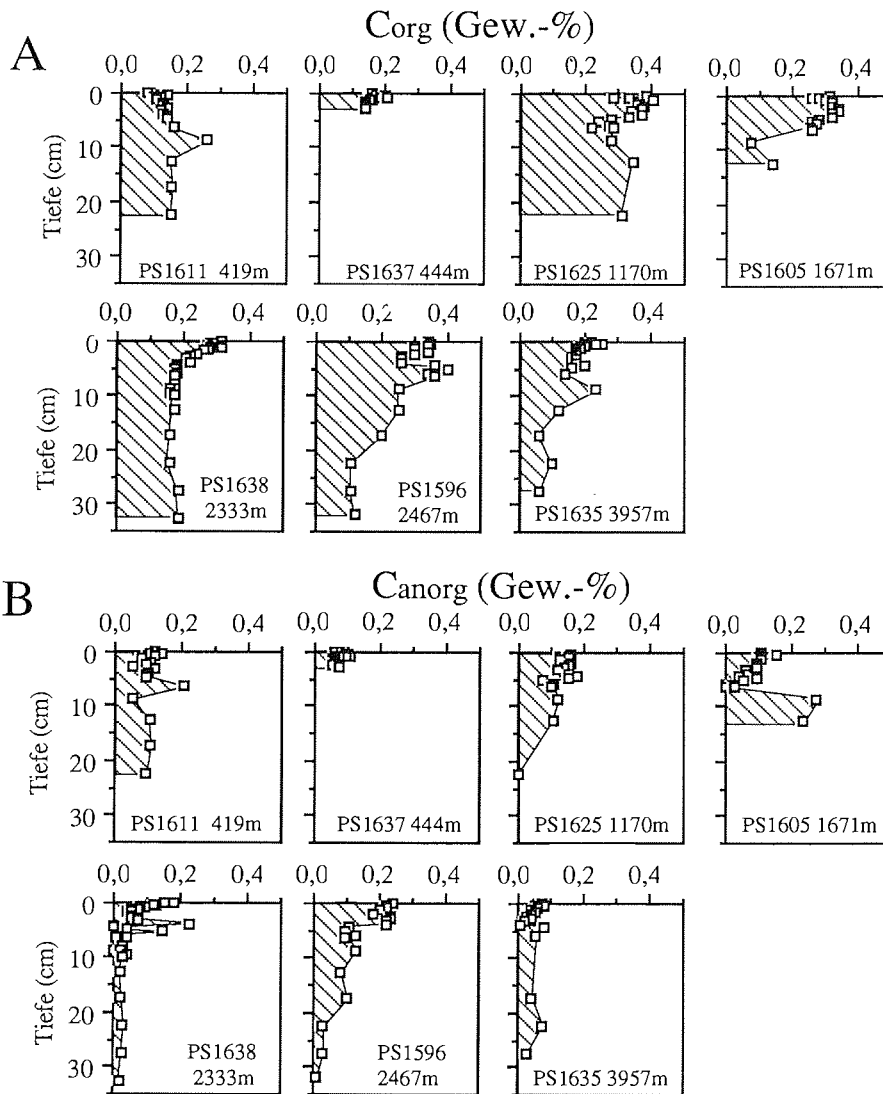 A
Corg (Gew.-%)
0,0 0,2 0,4 0,0 0,2 0,4 0,0 0,2 0,4 0,0 0,2 0,4
Tiefe (cm)
0
10
20
30
PS1611 419m
PS1637 444m
PS1625 1170m
PS1605 1671m
0,0 0,2 0,4 0,0 0,2 0,4 0,0 0,2 0,4
Tiefe (cm)
0
10
20
30
PS1638
2333m
PS1596
2467m
PS1635 3957m
B
Canorg (Gew.-%)
0,0 0,2 0,4 0,0 0,2 0,4 0,0 0,2 0,4 0,0 0,2 0,4
Tiefe (cm)
0
10
20
30
PS1611 419m
PS1637 444m
PS1625 1170m
PS1605 1671m
0,0 0,2 0,4 0,0 0,2 0,4 0,0 0,2 0,4
Tiefe (cm)
0
10
20
30
PS1638
2333m
PS1596
2467m
PS1635 3957m